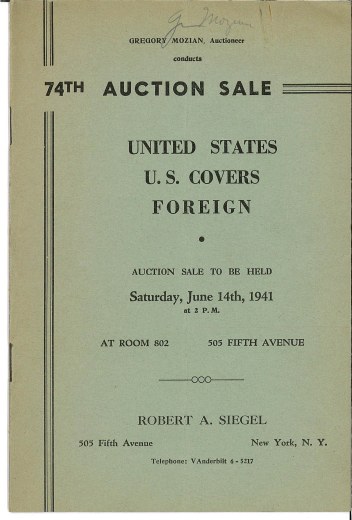 G Mozian
GREGORY MOZIAN, Auctioneer
conducts
74TH AUCTION SALE
UNITED STATES
U. S. COVERS
FOREIGN
AUCTION SALE TO BE HELD
Saturday, June 14th, 1941
at 2 P. M.
AT ROOM 802 505 FIFTH AVENUE
ROBERT A. SIEGEL
505 Fifth Avenue New York, N. Y.
Telephone: VAnderbilt 6-3217